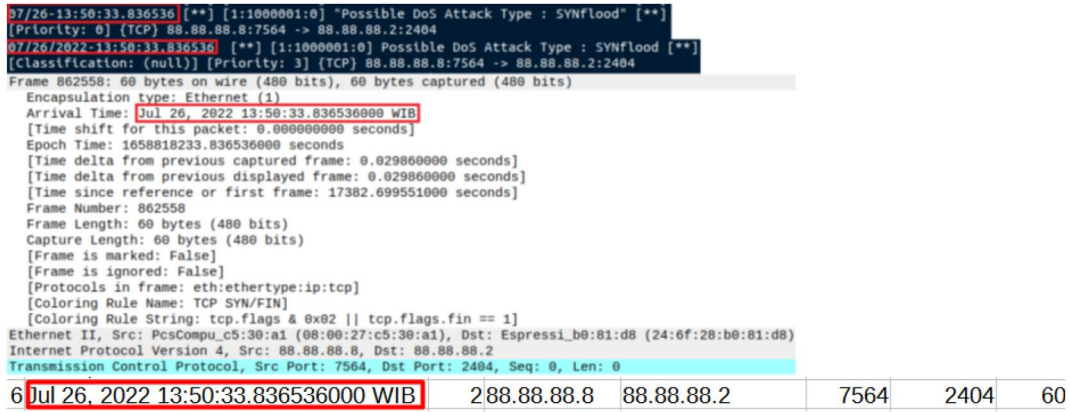 07/26-13:50:33.836536 [**] [1:1000001:0] "Possible DoS Attack Type : SYNflood" [**]
[Priority: 0] {TCP} 88.88.88.8:7564 -> 88.88.88.2:2404
07/26/2022-13:50:33.836536 [**] [1:1000001:0] Possible DoS Attack Type : SYNflood [**]
[Classification: (null)] [Priority: 3] {TCP} 88.88.88.8:7564 -> 88.88.88.2:2404
Frame 862558: 60 bytes on wire (480 bits), 60 bytes captured (480 bits)
Encapsulation type: Ethernet (1)
Arrival Time: Jul 26, 2022 13:50:33.836536000 WIB
[Time shift for this packet: 0.000000000 seconds]
Epoch Time: 1658818233.836536000 seconds
[Time delta from previous captured frame: 0.029860000 seconds]
[Time delta from previous displayed frame: 0.029860000 seconds]
[Time since reference or first frame: 17382.699551000 seconds]
Frame Number: 862558
Frame Length: 60 bytes (480 bits)
Capture Length: 60 bytes (480 bits)
[Frame is marked: False]
[Frame is ignored: False]
[Protocols in frame: eth:ethertype:ip:tcp]
[Coloring Rule Name: TCP SYN/FIN]
[Coloring Rule String: tcp.flags & 0x02 || tcp.flags.fin == 1]
Ethernet II, Src: PcsCompu_c5:30:a1 (08:00:27:c5:30:a1), Dst: Espressi_b0:81:d8 (24:6f:28:b0:81:d8)
Internet Protocol Version 4, Src: 88.88.88.8, Dst: 88.88.88.2
Transmission Control Protocol, Src Port: 7564, Dst Port: 2404, Seq: 0, Len: 0
6 Jul 26, 2022 13:50:33.836536000 WIB 2 88.88.88.8 88.88.88.2 7564 2404 60